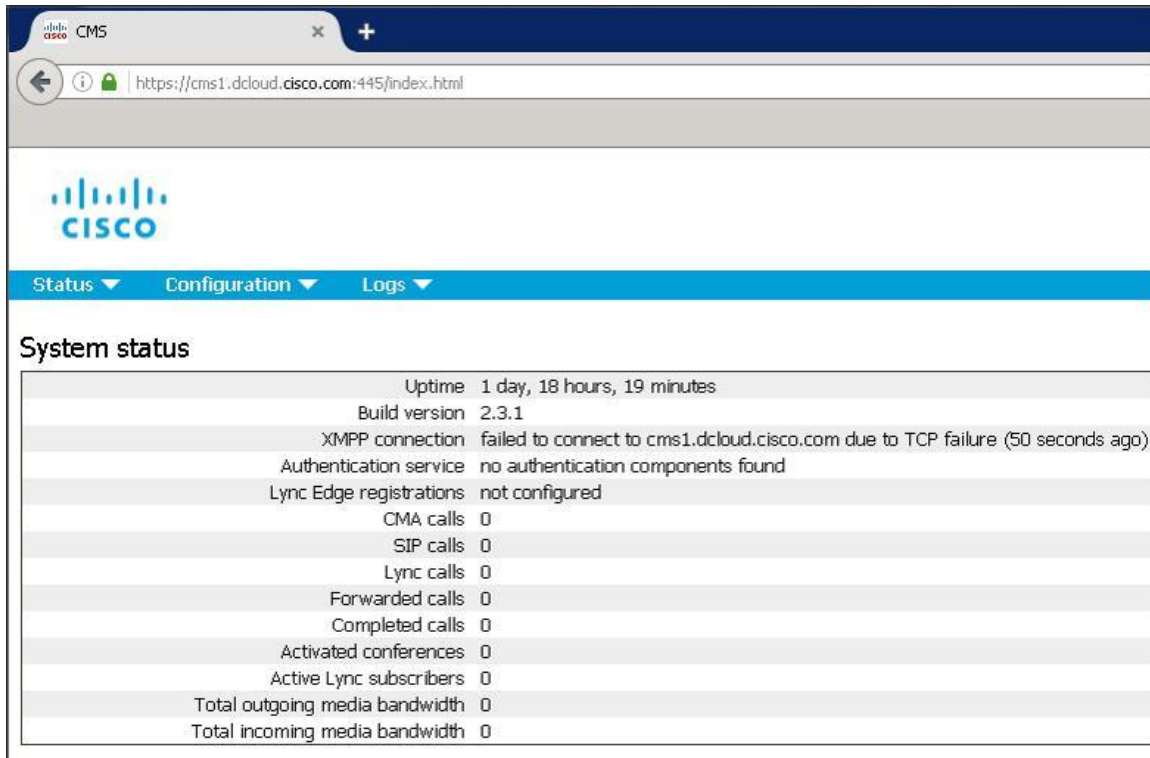 CMS
https://cms1.dcloud.cisco.com:445/index.html
CISCO
Status Configuration Logs
System status
Uptime 1 day, 18 hours, 19 minutes
Build version 2.3.1
XMPP connection failed to connect to cms1.dcloud.cisco.com due to TCP failure (50 seconds ago)
Authentication service no authentication components found
Lync Edge registrations not configured
CMA calls 0
SIP calls 0
Lync calls 0
Forwarded calls 0
Completed calls 0
Activated conferences 0
Active Lync subscribers 0
Total outgoing media bandwidth 0
Total incoming media bandwidth 0